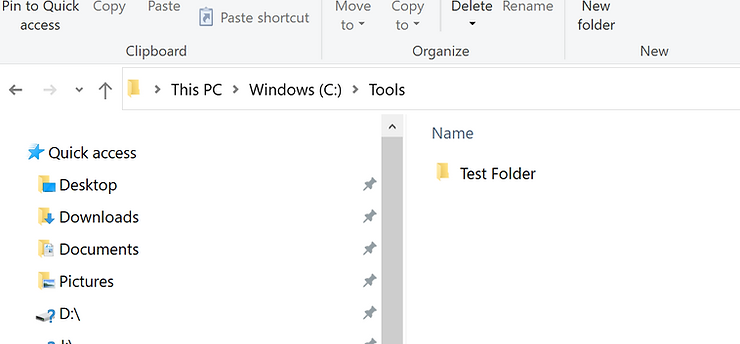 Pin to Quick access
Copy
Paste
Paste shortcut
Move to
Copy to
Delete
Rename
New folder
Clipboard
Organize
New
This PC > Windows (C:) > Tools
Quick access
Desktop
Downloads
Documents
Pictures
D:\
Name
Test Folder